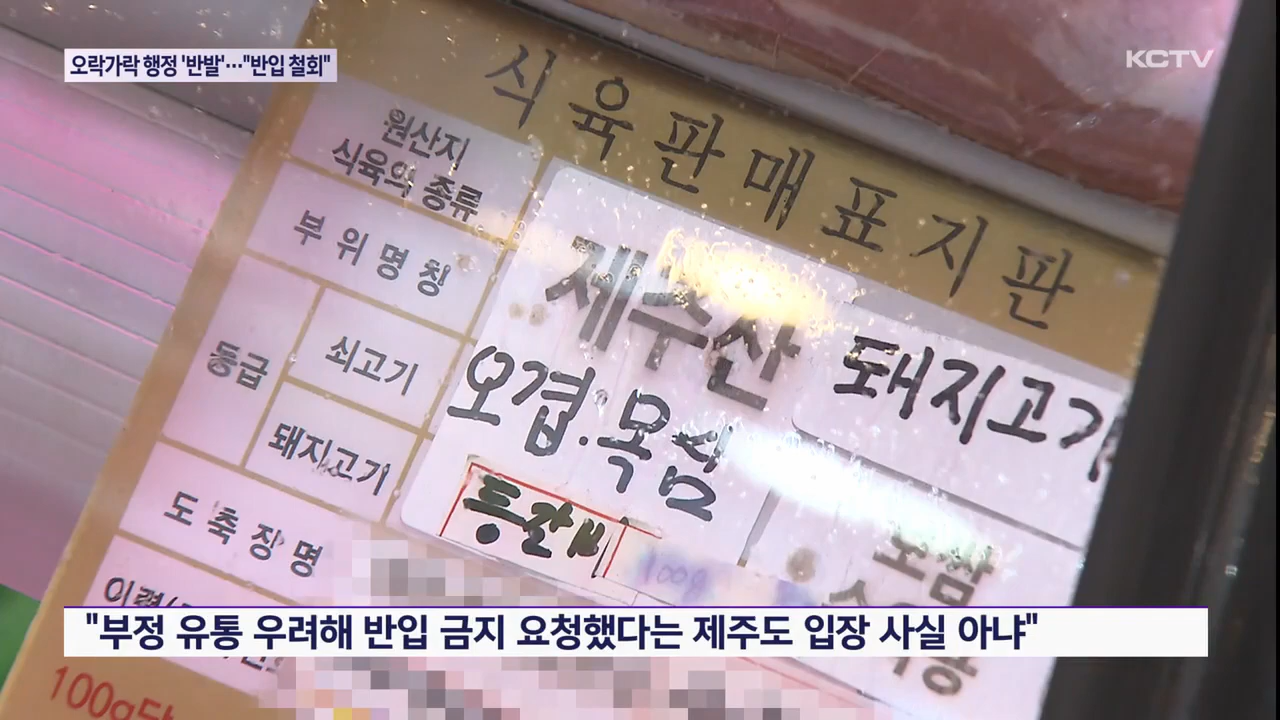 오락가락 행정 '반발'…"반입 철회"
KCTV
식육판매표지판
원산지
식육의 종류
제주산
돼지고기
부위명칭
오겹.목심
등급
쇠고기
돼지고기
등갈비
100g
도축장명
"부정 유통 우려해 반입 금지 요청했다는 제주도 입장 사실 아냐"
100g당